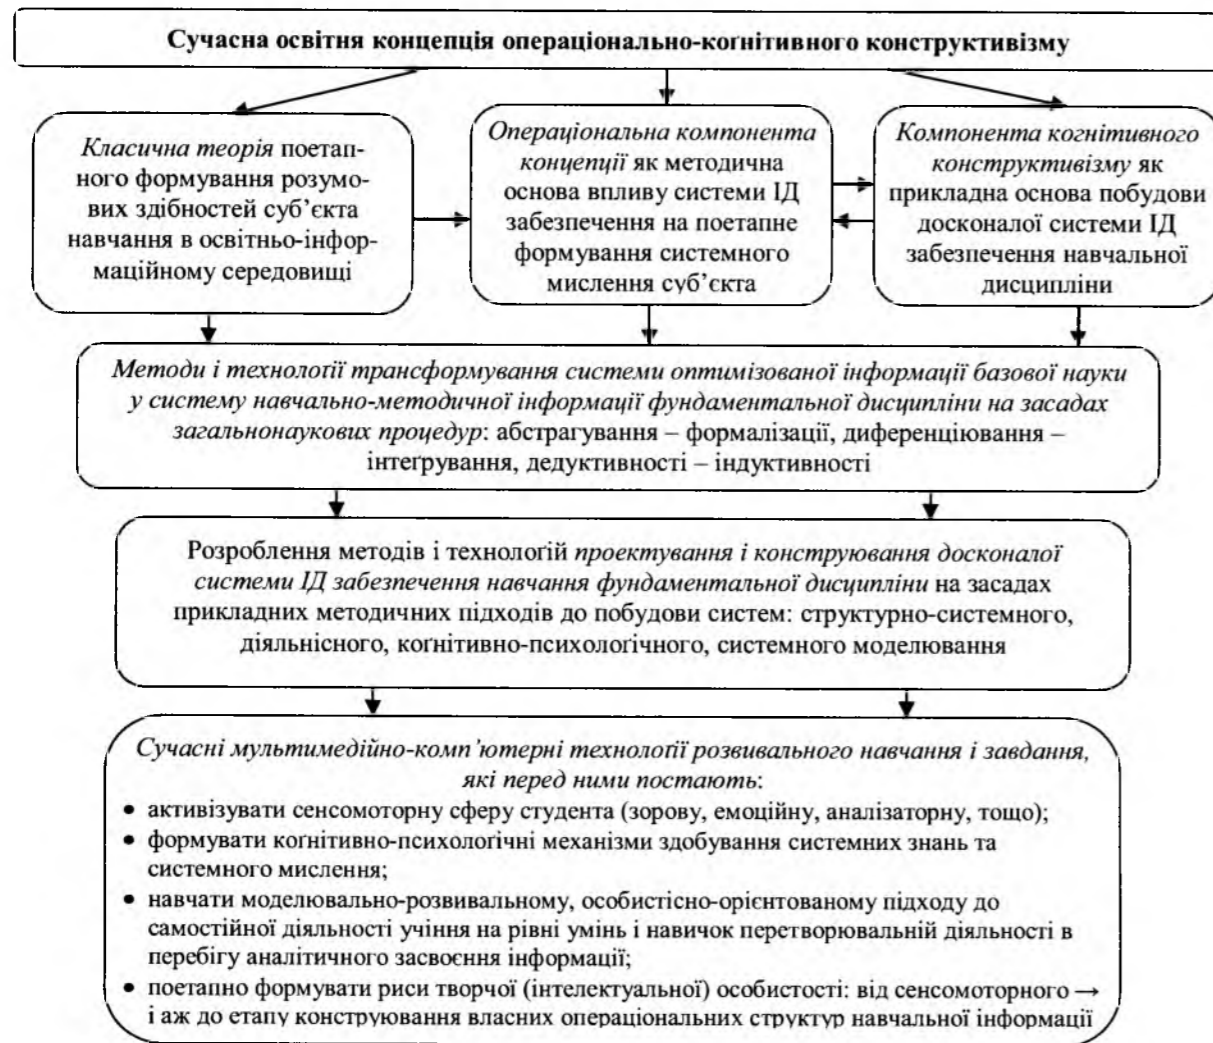 Сучасна освітня концепція операціонально-когнітивного конструктивізму
Класична теорія поетап-
ного формування розумо-
вих здібностей суб’єкта
навчання в освітньо-інфор-
маційному середовищі
Операціональна компонента
концепції як методична
основа впливу системи ІД
забезпечення на поетапне
формування системного
мислення суб’єкта
Компонента когнітивного
конструктивізму як
прикладна основа побудови
досконалої системи ІД
забезпечення навчальної
дисципліни
Методи і технології трансформування системи оптимізованої інформації базової науки
у систему навчально-методичної інформації фундаментальної дисципліни на засадах
загальнонаукових процедур: абстрагування – формалізації, диференціювання –
інтеґрування, дедуктивності – індуктивності
Розроблення методів і технолоґій проектування і конструювання досконалої
системи ІД забезпечення навчання фундаментальної дисципліни на засадах
прикладних методичних підходів до побудови систем: структурно-системного,
діяльнісного, коґнітивно-психолоґічного, системного моделювання
Сучасні мультимедійно-комп’ютерні технолоґії розвивального навчання і завдання,
які перед ними постають:
• активізувати сенсомоторну сферу студента (зорову, емоційну, аналізаторну, тощо);
• формувати коґнітивно-психолоґічні механізми здобування системних знань та
системного мислення;
• навчати моделювально-розвивальному, особистісно-орієнтованому підходу до
самостійної діяльності учіння на рівні умінь і навичок перетворювальній діяльності в
перебігу аналітичного засвоєння інформації;
• поетапно формувати риси творчої (інтелектуальної) особистості: від сенсомоторного →
і аж до етапу конструювання власних операціональних структур навчальної інформації